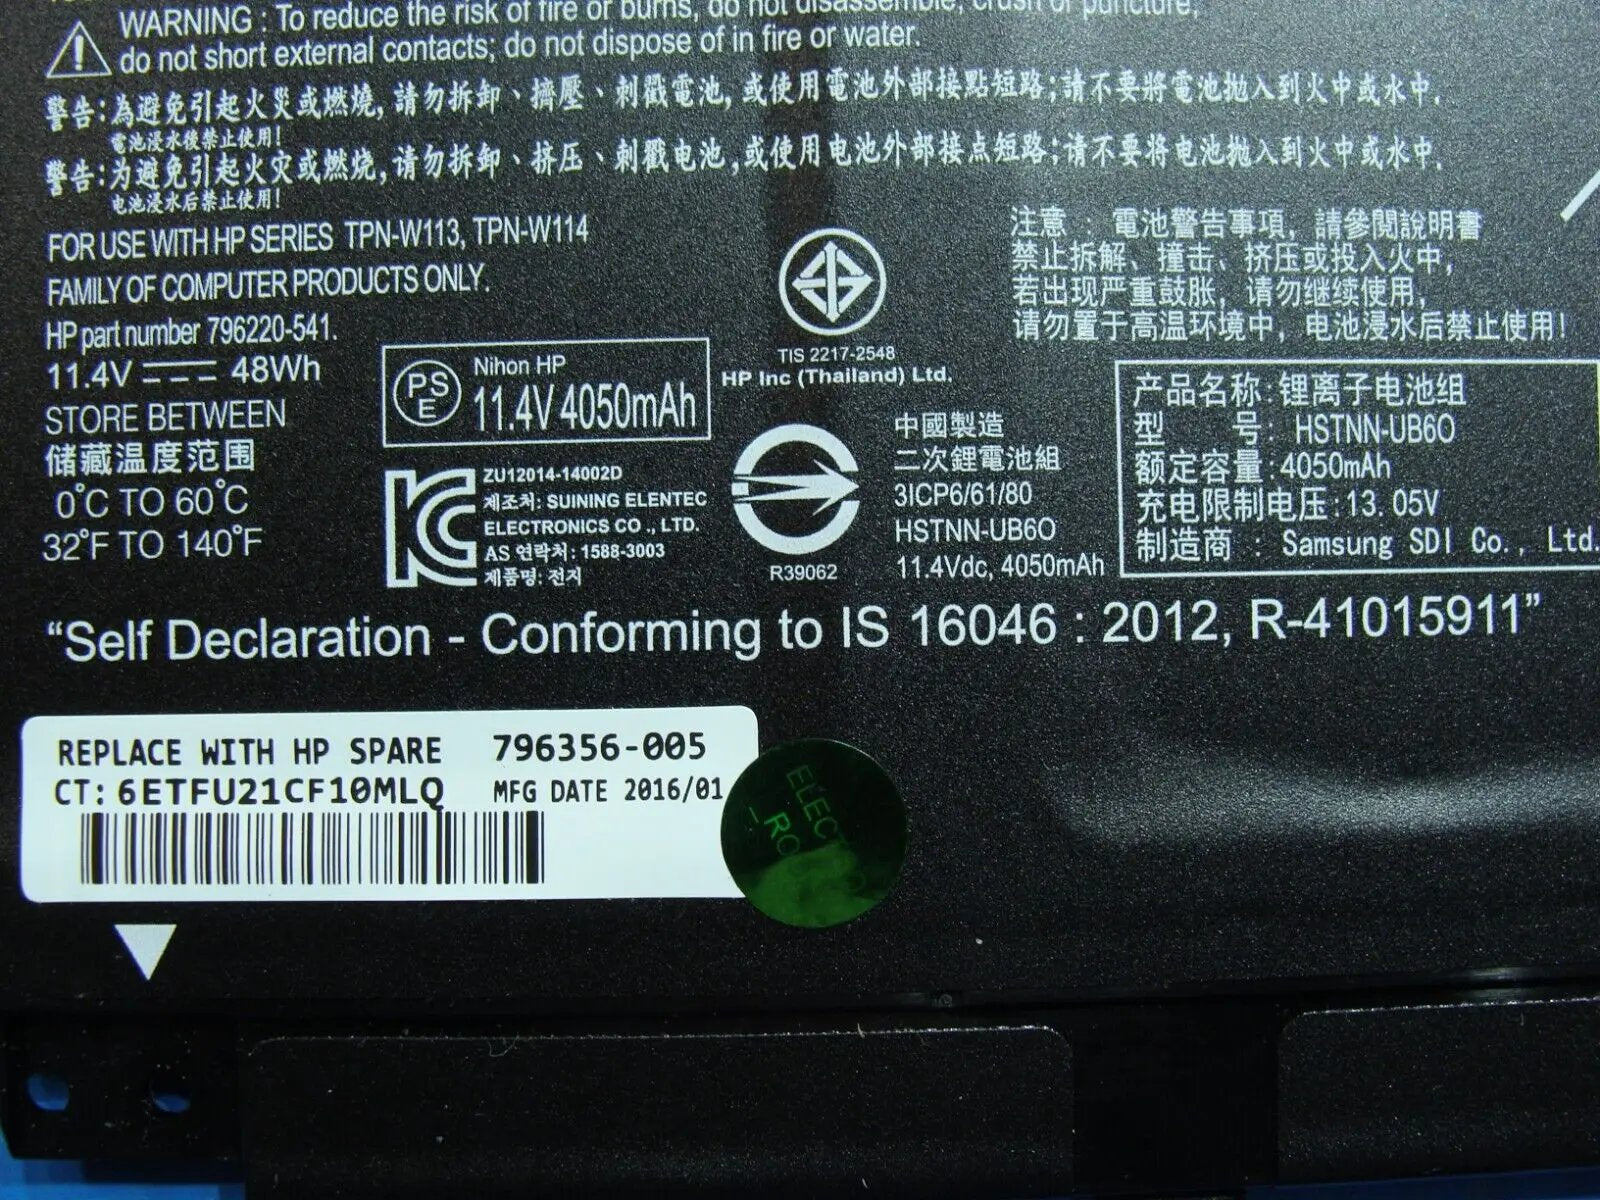 WARNING : To reduce the risk of fire or burns, do not disassemble, crush or puncture,
do not short external contacts; do not dispose of in fire or water.
警告:為避免引起火災或燃燒,請勿拆卸、擠壓、刺戳電池,或使用電池外部接點短路;請不要將電池拋入到火中或水中.
電池浸水後禁止使用!
警告:为避免引起火灾或燃烧,请勿拆卸、挤压、刺戳电池,或使用电池外部接点短路;请不要将电池抛入到火中或水中.
电池浸水后禁止使用!
FOR USE WITH HP SERIES TPN-W113, TPN-W114
FAMILY OF COMPUTER PRODUCTS ONLY.
HP part number 796220-541.
11.4V 48Wh
STORE BETWEEN
储藏温度范围
0°C TO 60°C
32°F TO 140°F
PS
E
Nihon HP
11.4V 4050mAh
ZU12014-14002D
제조처: SUINING ELENTEC
ELECTRONICS CO ., LTD.
AS 연락처: 1588-3003
제품명: 전지
TIS 2217-2548
HP Inc (Thailand) Ltd.
R39062
中國製造
二次鋰電池組
3ICP6/61/80
HSTNN-UB6O
11.4Vdc, 4050mAh
注意 : 電池警告事項, 請參閱說明書
禁止拆解、撞击、挤压或投入火中,
若出现严重鼓胀, 请勿继续使用,
请勿置于高温环境中, 电池浸水后禁止使用!
产品名称: 锂离子电池组
型 号: HSTNN-UB6O
额定容量: 4050mAh
充电限制电压: 13.05V
制造商 : Samsung SDI Co., Ltd.
“Self Declaration - Conforming to IS 16046 : 2012, R-41015911”
REPLACE WITH HP SPARE 796356-005
CT: 6ETFU21CF10MLQ MFG DATE 2016/01